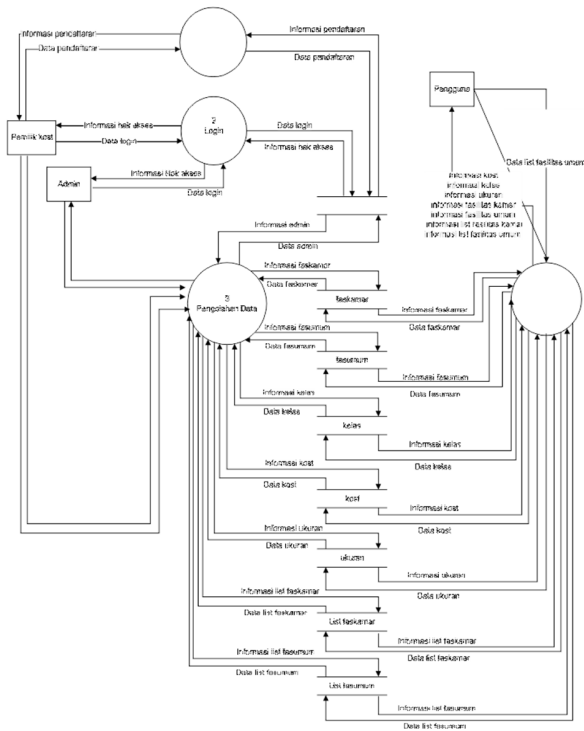 Informasi pendaftaran
Informasi pendaftaran
Data pendaftaran
Data pendaftaran
Pengguna
2
Login
Informasi hak akses
Data login
Pemilik kost
Data login
Informasi hak akses
Data list fasilitas umum
Informasi Hak akses
Admin
Data login
Informasi kost
informasi kelas
informasi ukuran
informasi fasilitas kamar
informasi fasilitas umum
informasi list fasilitas kamar
informasi list fasilitas umum
Informasi admin
Data admin
Informasi faskamar
Data faskamar
3
Pengolahan Data
faskamar
Informasi faskamar
Data faskamar
Informasi fasumum
Data fasumum
fasumum
Informasi fasumum
Data fasumum
Informasi kelas
Data kelas
kelas
Informasi kelas
Data kelas
Informasi kost
Data kost
kost
Informasi kost
Data kost
Informasi ukuran
Data ukuran
ukuran
Informasi ukuran
Data ukuran
Informasi list faskamar
Data list faskamar
List faskamar
Informasi list faskamar
Data list faskamar
Informasi list fasumum
Data list fasumum
List fasumum
Informasi list fasumum
Data list fasumum